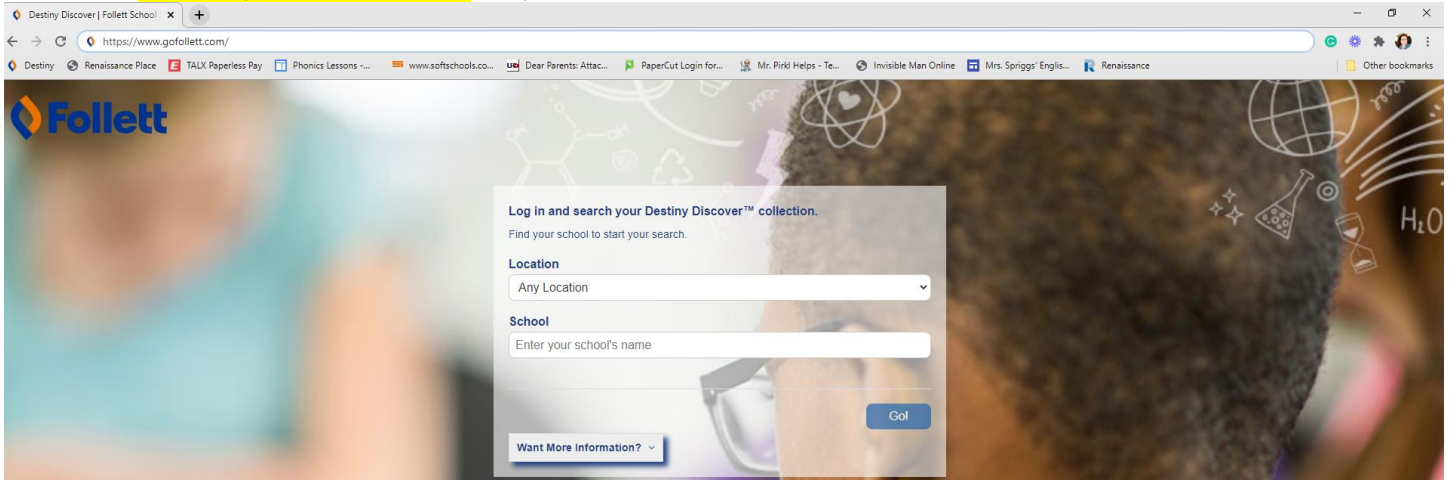 Destiny Discover | Follett School
https://www.gofollett.com/
Destiny Renaissance Place TALX Paperless Pay Phonics Lessons -... www.softschools.co... Dear Parents: Attac... PaperCut Login for... Mr. Pirkl Helps - Te... Invisible Man Online Mrs. Spriggs' Englis... Renaissance Other bookmarks
Follett
OH
OH
H₂O
Log in and search your Destiny Discover™ collection.
Find your school to start your search.
Location
Any Location
School
Enter your school's name
Go!
Want More Information?